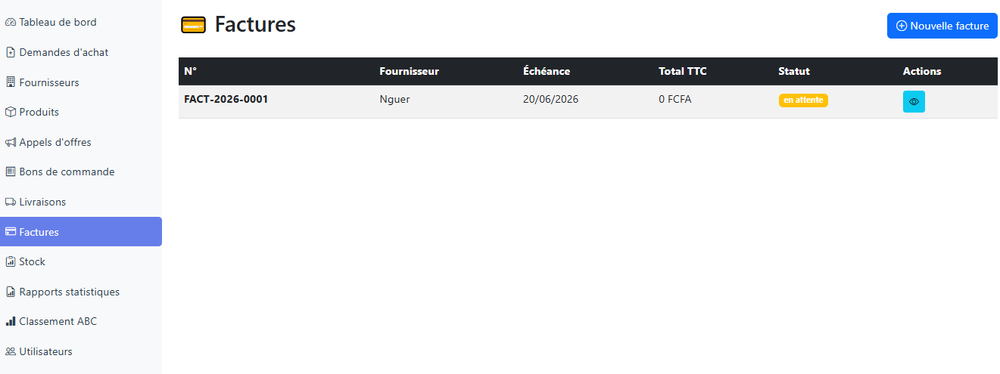 Tableau de bord
Demandes d'achat
Fournisseurs
Produits
Appels d'offres
Bons de commande
Livraisons
Factures
Stock
Rapports statistiques
Classement ABC
Utilisateurs
Factures
Nouvelle facture
N° Fournisseur Échéance Total TTC Statut Actions
FACT-2026-0001 Nguer 20/06/2026 0 FCFA en attente